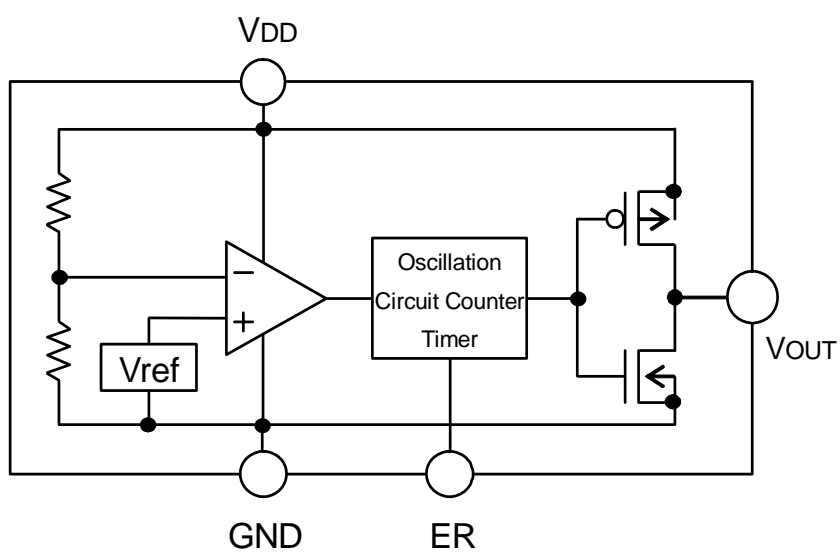 VDD
−
+
Vref
Oscillation
Circuit Counter
Timer
VOUT
GND
ER